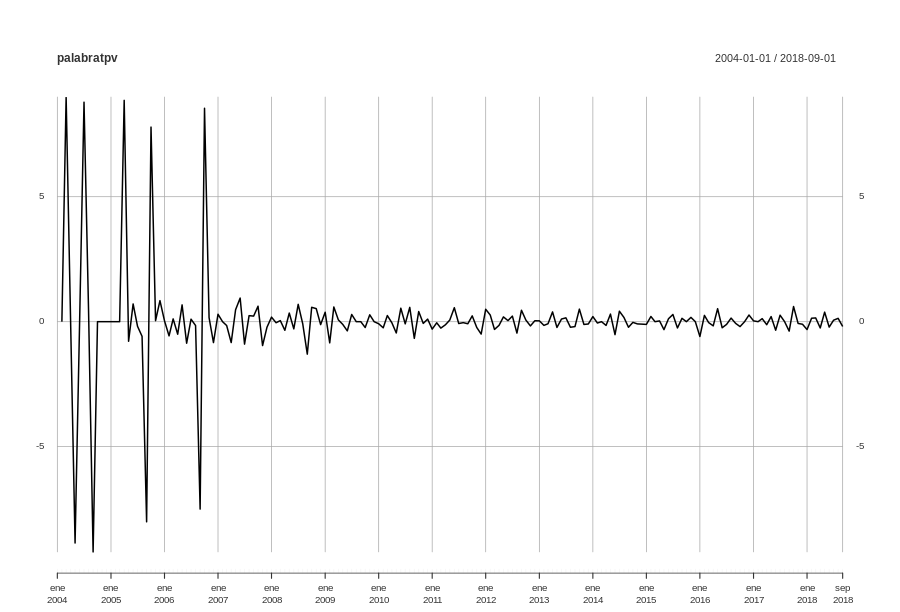 palabratpv 2004-01-01 / 2018-09-01
5 5
0 0
-5 -5
ene ene ene ene ene ene ene ene ene ene ene ene ene ene ene sep
2004 2005 2006 2007 2008 2009 2010 2011 2012 2013 2014 2015 2016 2017 2018 2018